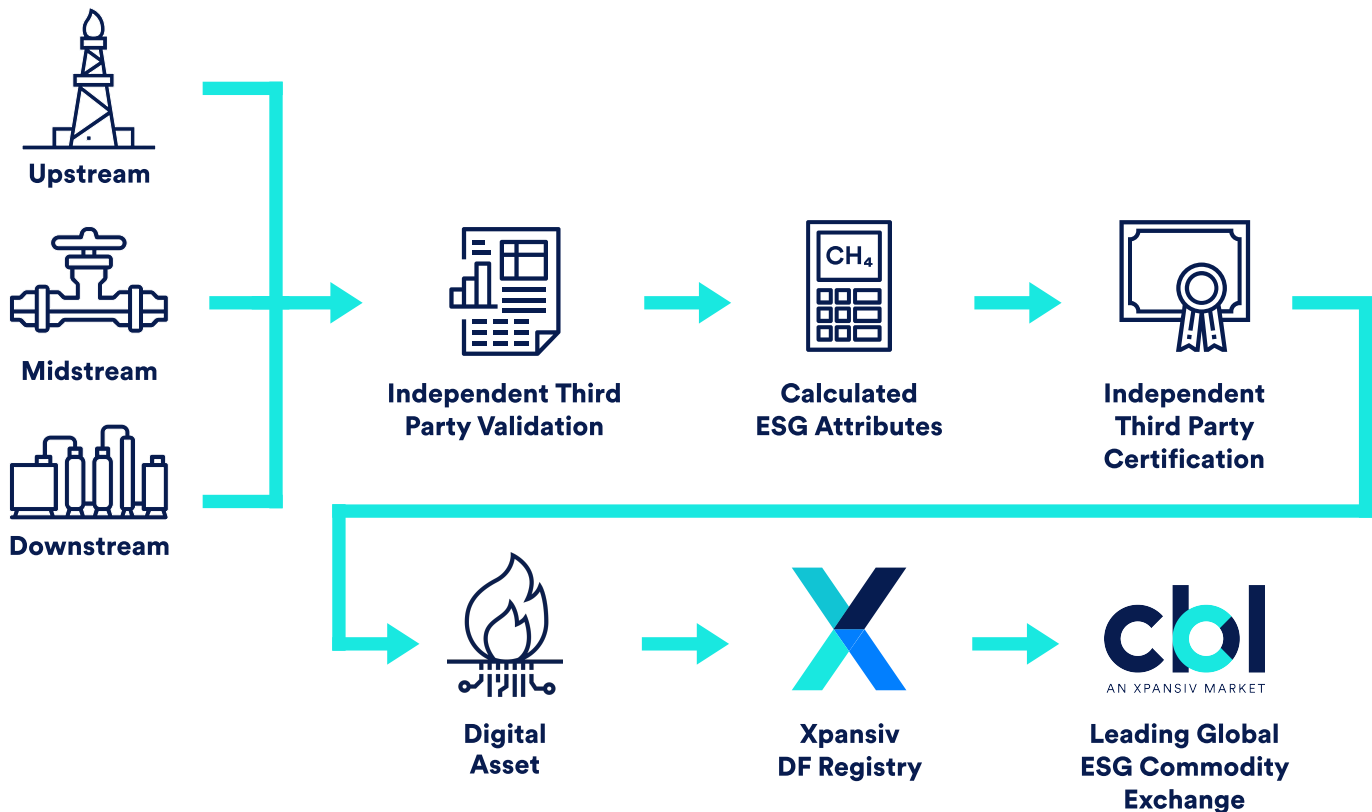 Upstream
Midstream
Downstream
Independent Third
Party Validation
CH₄
Calculated
ESG Attributes
Independent
Third Party
Certification
Digital
Asset
Xpansiv
DF Registry
cbl
AN XPANSIV MARKET
Leading Global
ESG Commodity
Exchange